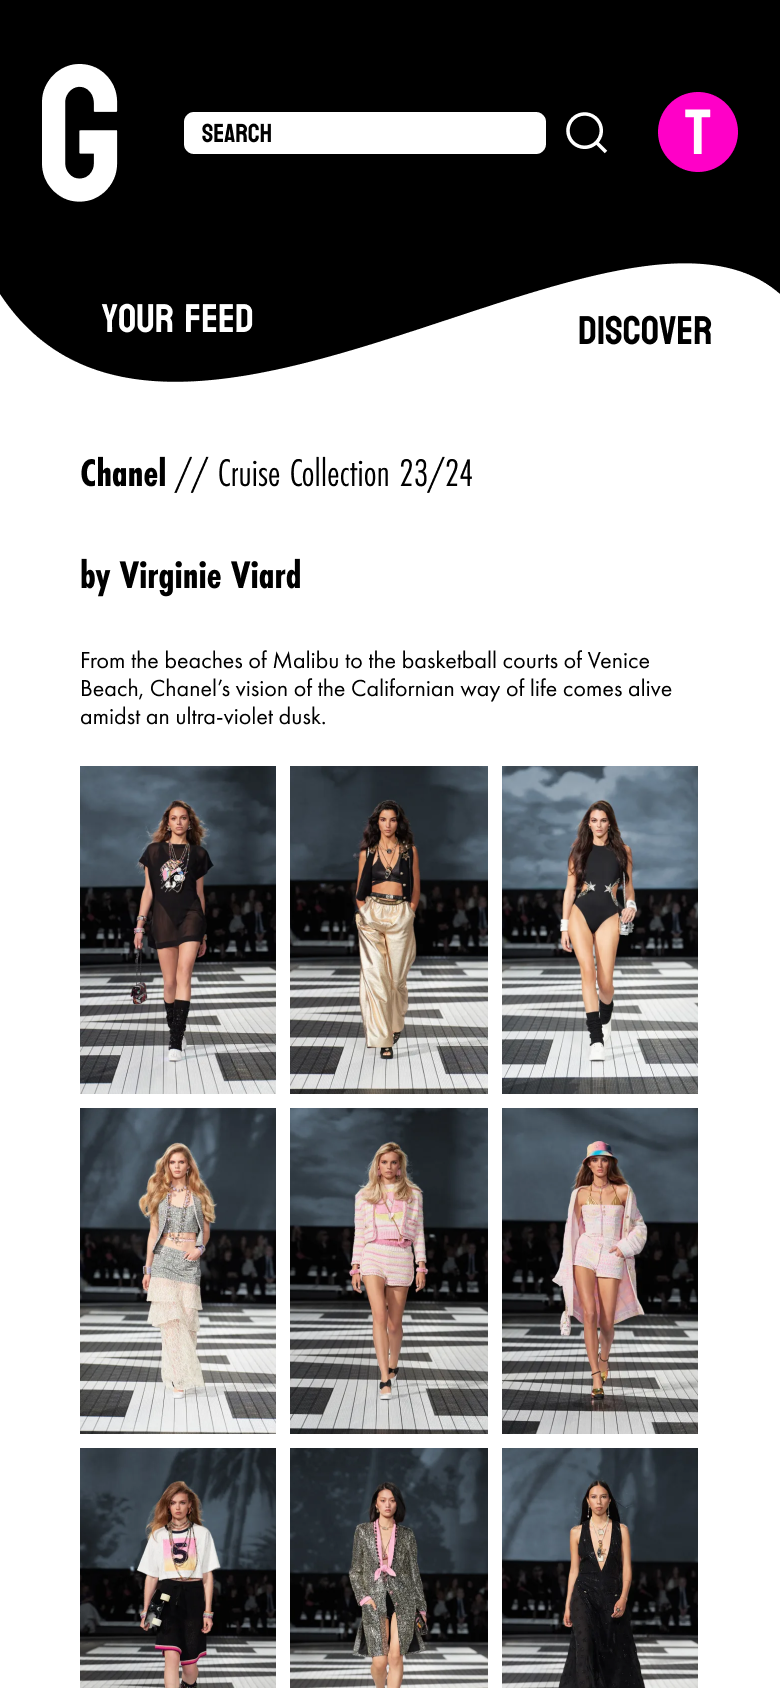 G
SEARCH
T
YOUR FEED
DISCOVER
Chanel // Cruise Collection 23/24
by Virginie Viard
From the beaches of Malibu to the basketball courts of Venice
Beach, Chanel’s vision of the Californian way of life comes alive
amidst an ultra-violet dusk.
S